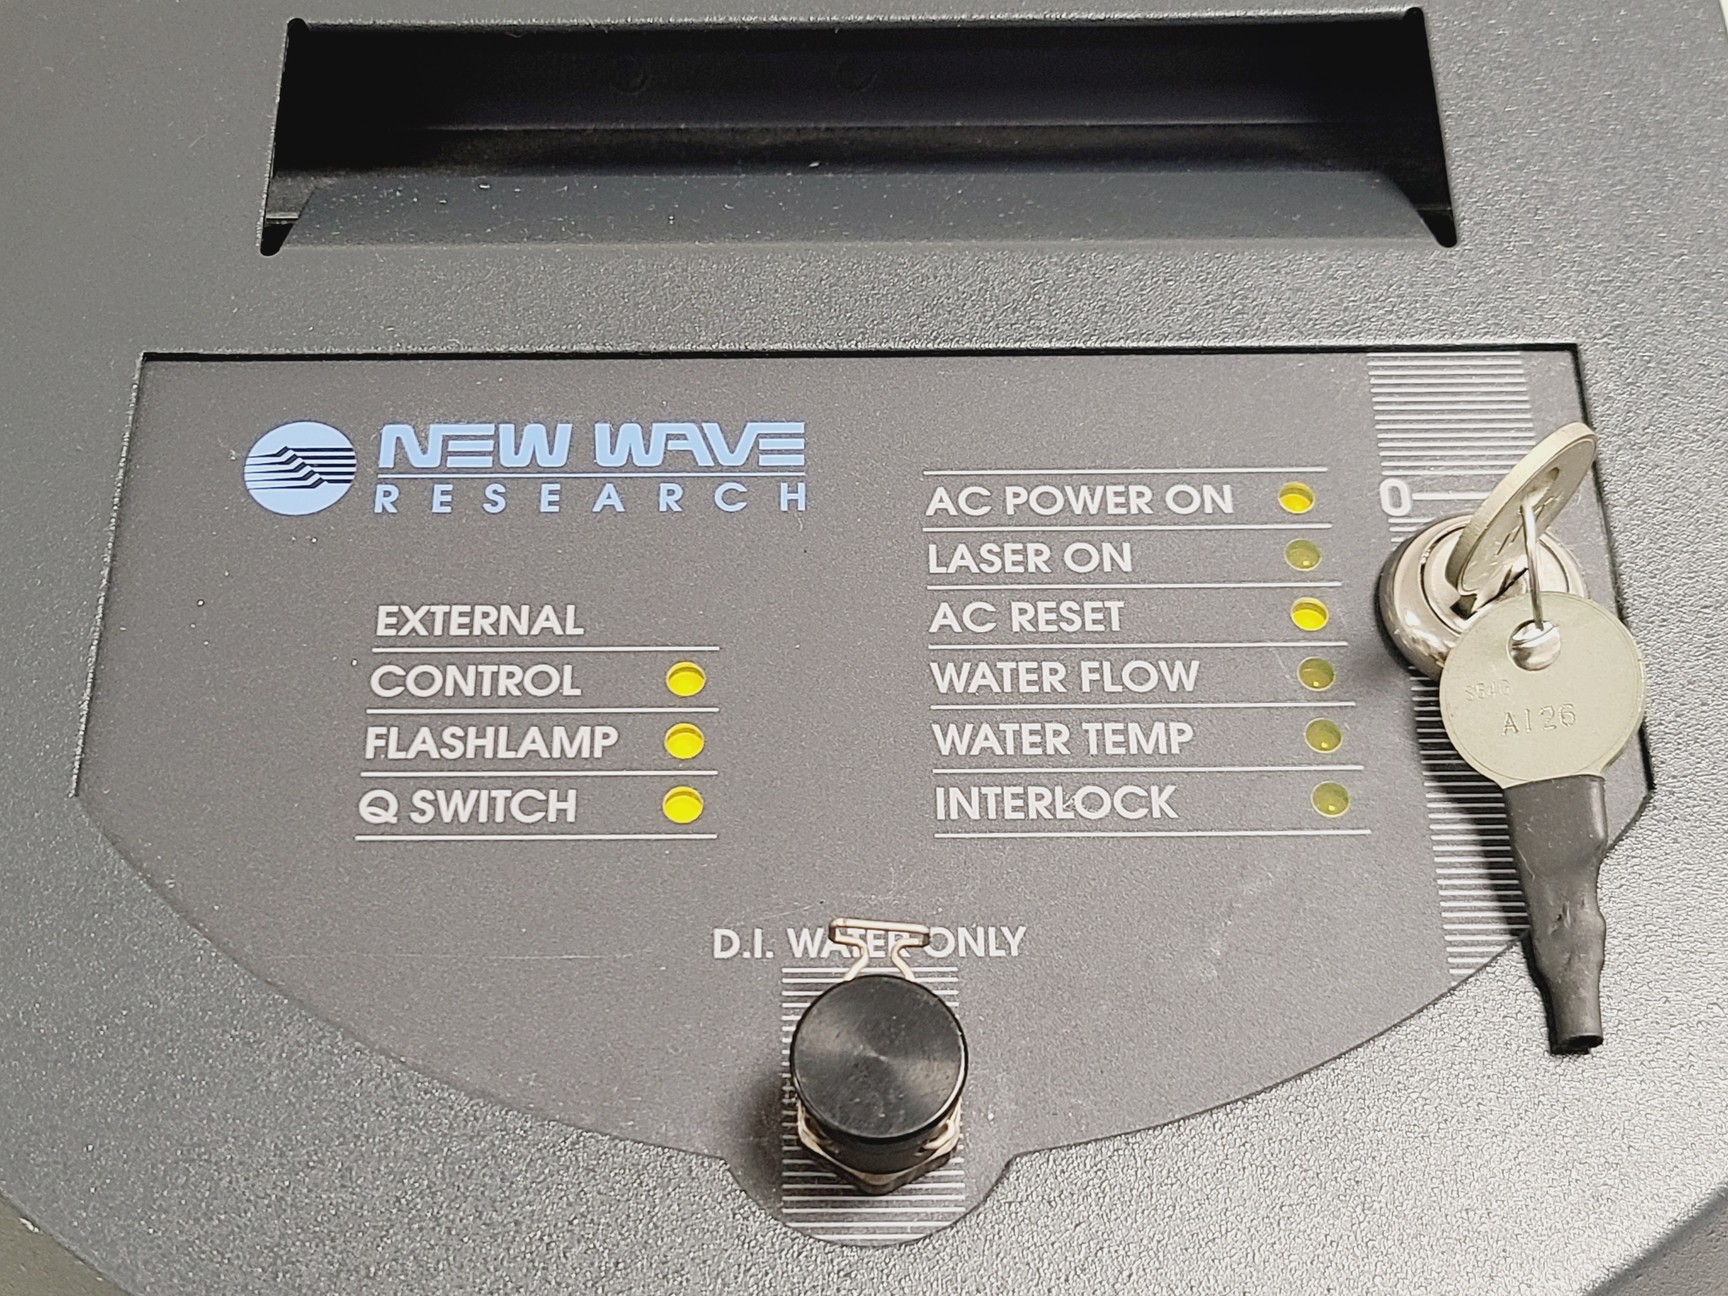 NEW WAVE
RESEARCH
EXTERNAL
CONTROL
FLASHLAMP
Q SWITCH
AC POWER ON
LASER ON
AC RESET
WATER FLOW
WATER TEMP
INTERLOCK
0
A126
D.I. WATER ONLY